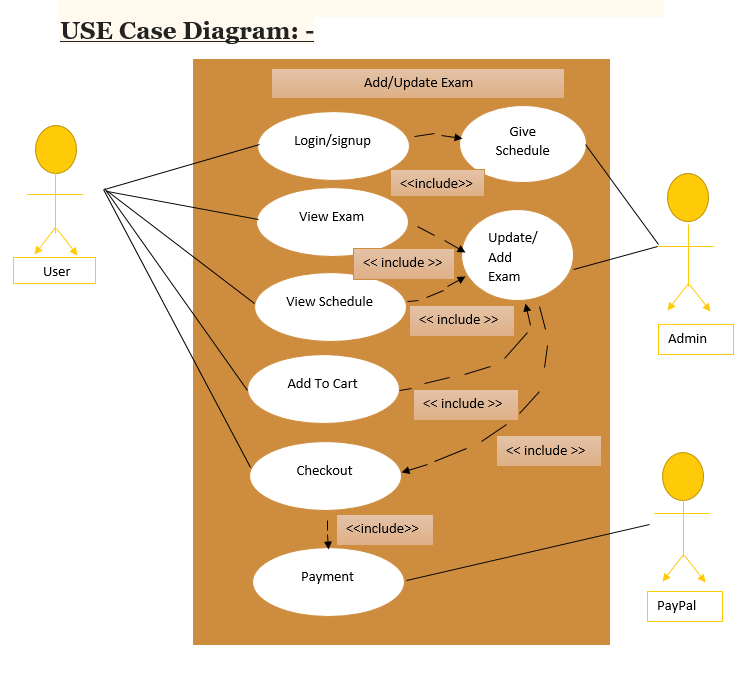 USE Case Diagram: -
Add/Update Exam
Login/signup
Give
Schedule
<<include>>
View Exam
Update/
Add
Exam
<< include >>
User
View Schedule
<< include >>
Admin
Add To Cart
<< include >>
<< include >>
Checkout
<<include>>
Payment
PayPal